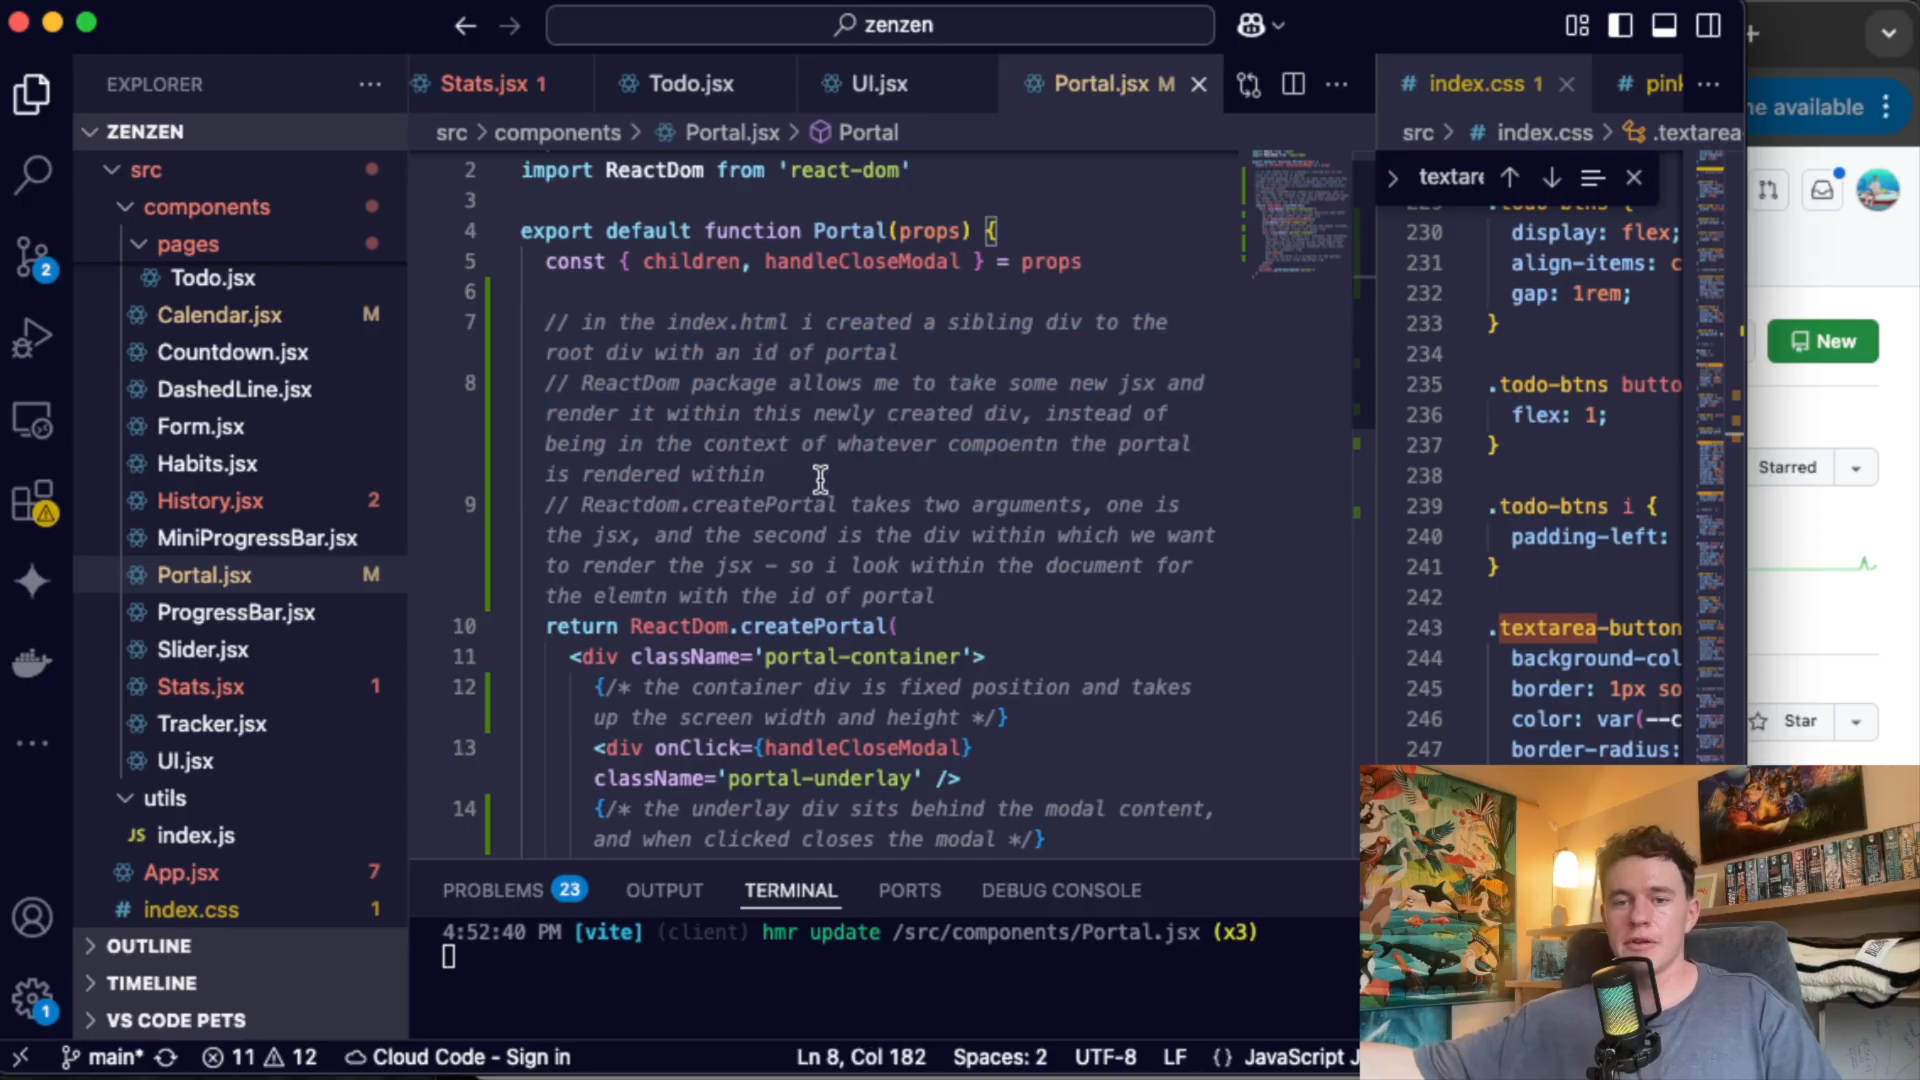 zenzen
EXPLORER
Stats.jsx 1
Todo.jsx
UI.jsx
Portal.jsx M
# index.css 1
#
ne available
ZENZEN
src > components > Portal.jsx > Portal
src > # index.css > .textarea
src
components
pages
Todo.jsx
Calendar.jsx M
Countdown.jsx
DashedLine.jsx
Form.jsx
Habits.jsx
History.jsx 2
MiniProgressBar.jsx
Portal.jsx M
ProgressBar.jsx
Slider.jsx
Stats.jsx 1
Tracker.jsx
UI.jsx
utils
JS index.js
App.jsx 7
# index.css 1
OUTLINE
TIMELINE
VS CODE PETS
2
1
2 import ReactDom from 'react-dom'
3
4 export default function Portal(props) {
5 const { children, handleCloseModal } = props
6
7 // in the index.html i created a sibling div to the
root div with an id of portal
8 // ReactDom package allows me to take some new jsx and
render it within this newly created div, instead of
being in the context of whatever compoentn the portal
is rendered within
9 // Reactdom.createPortal takes two arguments, one is
the jsx, and the second is the div within which we want
to render the jsx – so i look within the document for
the elemtn with the id of portal
10 return ReactDom.createPortal(
11 <div className='portal-container'>
12 {/* the container div is fixed position and takes
up the screen width and height */}
13 <div onClick={handleCloseModal}
className='portal-underlay' />
14 {/* the underlay div sits behind the modal content,
and when clicked closes the modal */}
textare
230 display: flex;
231 align-items: c
232 gap: 1rem;
233 }
234
235 .todo-btns butto
236 flex: 1;
237 }
238
239 .todo-btns i {
240 padding-left:
241 }
242
243 .textarea-button
244 background-col
245 border: 1px so
246 color: var(--c
247 border-radius:
New
Starred
Star
PROBLEMS 23
OUTPUT
TERMINAL
PORTS
DEBUG CONSOLE
4:52:40 PM [vite] (client) hmr update /src/components/Portal.jsx (x3)
main*
11
12
Cloud Code - Sign in
Ln 8, Col 182
Spaces: 2
UTF-8
LF
{} JavaScript J